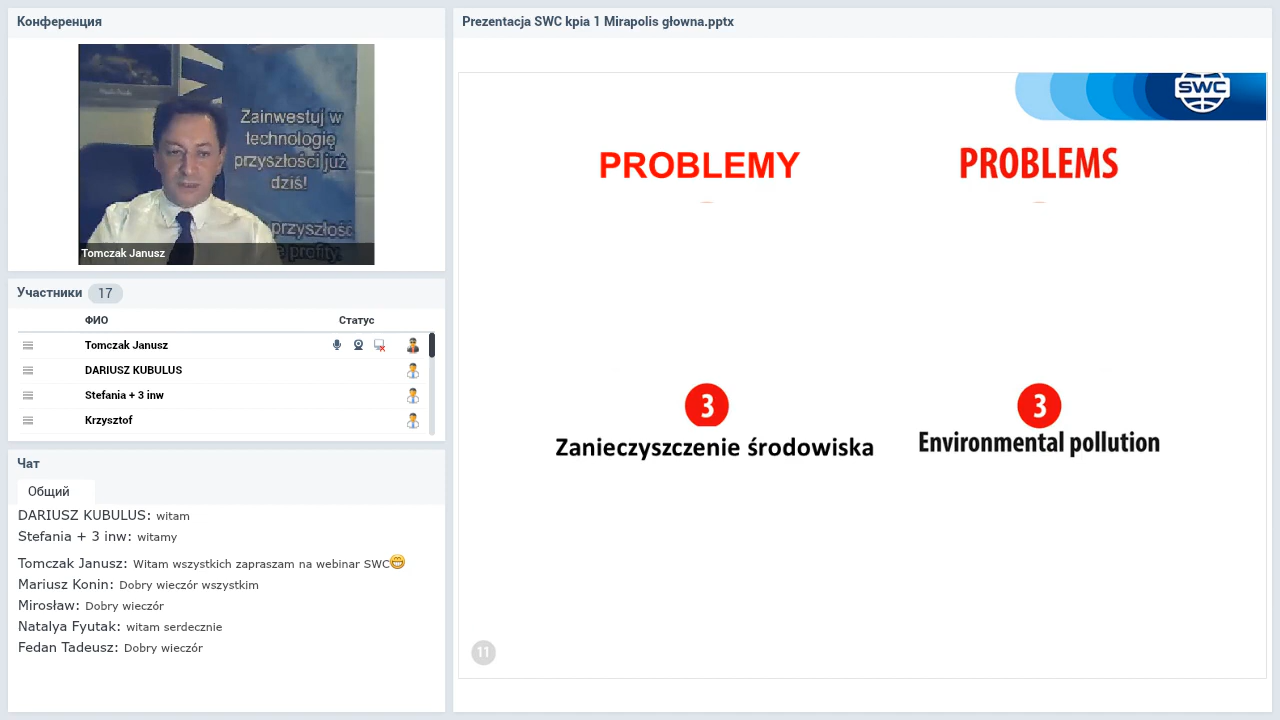 Конференция
Zainwestuj w
technologię
przyszłości już
dziś!
przyszłość
profity.
Tomczak Janusz
Участники 17
ФИО Статус
Tomczak Janusz
DARIUSZ KUBULUS
Stefania + 3 inw
Krzysztof
Чат
Общий
DARIUSZ KUBULUS: witam
Stefania + 3 inw: witamy
Tomczak Janusz: Witam wszystkich zapraszam na webinar SWC
Mariusz Konin: Dobry wieczór wszystkim
Mirosław: Dobry wieczór
Natalya Fyutak: witam serdecznie
Fedan Tadeusz: Dobry wieczór
Prezentacja SWC kpia 1 Mirapolis głowna.pptx
SWC
PROBLEMY
PROBLEMS
3
Zanieczyszczenie środowiska
3
Environmental pollution
11